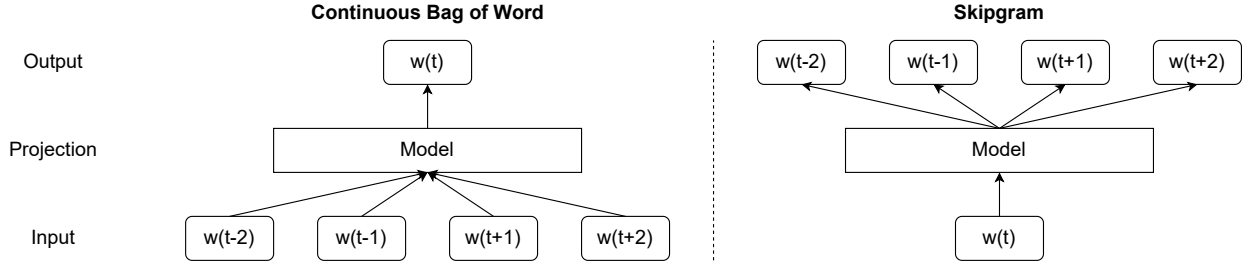 Continuous Bag of Word
Skipgram
Output
w(t)
w(t-2)
w(t-1)
w(t+1)
w(t+2)
Projection
Model
Model
Input
w(t-2)
w(t-1)
w(t+1)
w(t+2)
w(t)